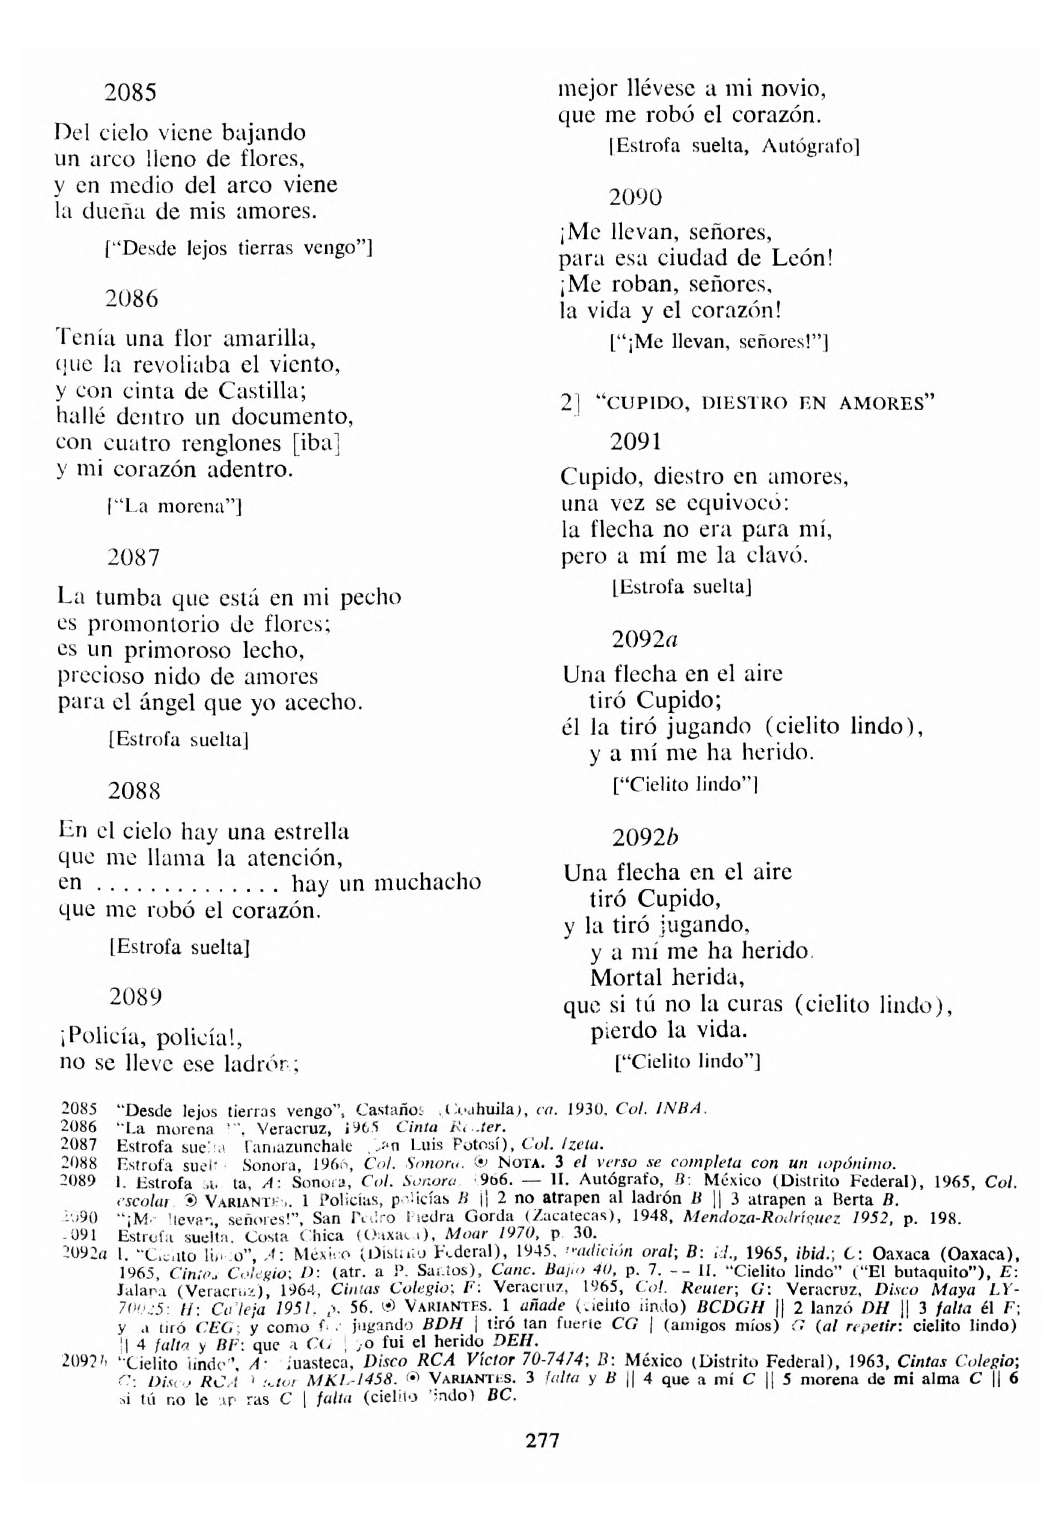 2085
Del cielo viene bajando
un arco lleno de flores,
y en medio del arco viene
la dueña de mis amores.
[“Desde lejos tierras vengo”]
2086
Tenía una flor amarilla,
que la revoliaba el viento,
y con cinta de Castilla;
hallé dentro un documento,
con cuatro renglones [iba]
y mi corazón adentro.
[“La morena”]
2087
La tumba que está en mi pecho
es promontorio de flores;
es un primoroso lecho,
precioso nido de amores
para el ángel que yo acecho.
[Estrofa suelta]
2088
En el cielo hay una estrella
que me llama la atención,
en . . . . . . . . . . . . . . hay un muchacho
que me robó el corazón.
[Estrofa suelta]
2089
¡Policía, policía!,
no se lleve ese ladrón;
mejor llévese a mi novio,
que me robó el corazón.
[Estrofa suelta, Autógrafo]
2090
¡Me llevan, señores,
para esa ciudad de León!
¡Me roban, señores,
la vida y el corazón!
[“¡Me llevan, señores!”]
2] “CUPIDO, DIESTRO EN AMORES”
2091
Cupido, diestro en amores,
una vez se equivocó:
la flecha no era para mí,
pero a mí me la clavó.
[Estrofa suelta]
2092a
Una flecha en el aire
tiró Cupido;
él la tiró jugando (cielito lindo),
y a mí me ha herido.
[“Cielito lindo”]
2092b
Una flecha en el aire
tiró Cupido,
y la tiró jugando,
y a mí me ha herido.
Mortal herida,
que si tú no la curas (cielito lindo),
pierdo la vida.
[“Cielito lindo”]
2085 “Desde lejos tierras vengo”, Castaños (Coahuila), ca. 1930, Col. INBA.
2086 “La morena”, Veracruz, 1965 Cinta
2087 Estrofa suelta Tamazunchale (San Luis Potosí), Col. Izeta.
2088 Estrofa suelta Sonora, 1966, Col. Sonora. ⦿ NOTA. 3 el verso se completa con un topónimo.
2089 I. Estrofa suelta, A: Sonora, Col. Sonora 1966. — II. Autógrafo, B: México (Distrito Federal), 1965, Col.
escolar. ⦿ VARIANTES. 1 Policías, policías B || 2 no atrapen al ladrón B || 3 atrapen a Berta B.
2090 “¡Me llevan, señores!”, San Pedro Piedra Gorda (Zacatecas), 1948, Mendoza-Rodríguez 1952, p. 198.
2091 Estrofa suelta, Costa Chica (Oaxaca), Moar 1970, p. 30.
2092a I. “Cielito lindo”, A: México (Distrito Federal), 1945, tradición oral; B: id., 1965, ibid.; C: Oaxaca (Oaxaca),
1965, Cintas Colegio; D: (atr. a P. Santos), Canc. Bajío 40, p. 7. -- II. “Cielito lindo” (“El butaquito”), E:
Jalapa (Veracruz), 1964, Cintas Colegio; F: Veracruz, 1965, Col. Reuter; G: Veracruz, Disco Maya LY-
H: Calleja 1951, p. 56. ⦿ VARIANTES. 1 añade (cielito lindo) BCDGH || 2 lanzó DH || 3 falta él F;
y la tiró CEG; y como jugando BDH | tiró tan fuerte CG | (amigos míos) G (al repetir: cielito lindo)
|| 4 falta y BF: que a CG | yo fui el herido DEH.
2092b “Cielito lindo”, A: Huasteca, Disco RCA Victor 70-7474; B: México (Distrito Federal), 1963, Cintas Colegio;
C: Disco RCA Victor MKL-1458. ⦿ VARIANTES. 3 falta y B || 4 que a mí C || 5 morena de mi alma C || 6
si tú no le C | falta (cielito lindo) BC.
277